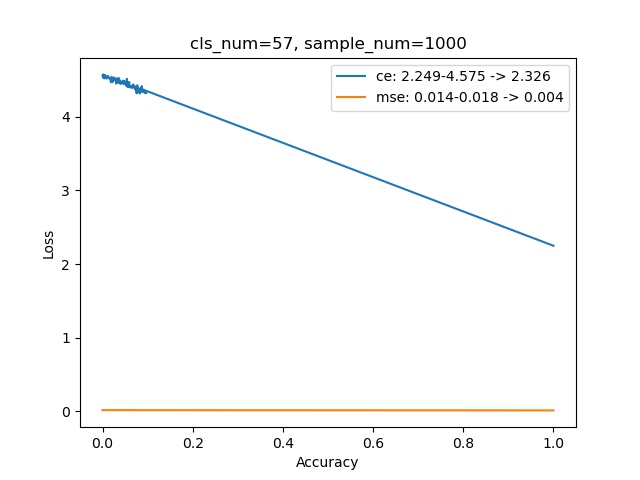 cls_num=57, sample_num=1000
ce: 2.249-4.575 -> 2.326
mse: 0.014-0.018 -> 0.004
4
3
2
1
0
Loss
0.0 0.2 0.4 0.6 0.8 1.0
Accuracy